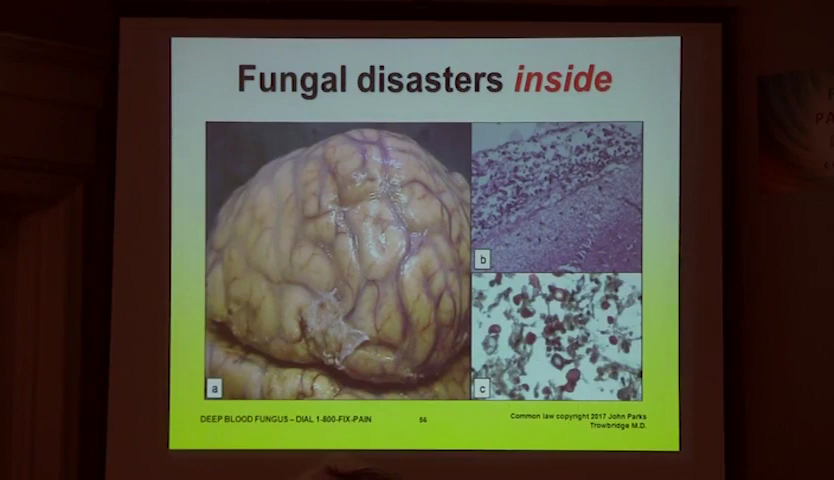 Fungal disasters inside
b
a
c
DEEP BLOOD FUNGUS – DIAL 1-800-FIX-PAIN
56
Common law copyright 2017 John Parks
Trowbridge M.D.